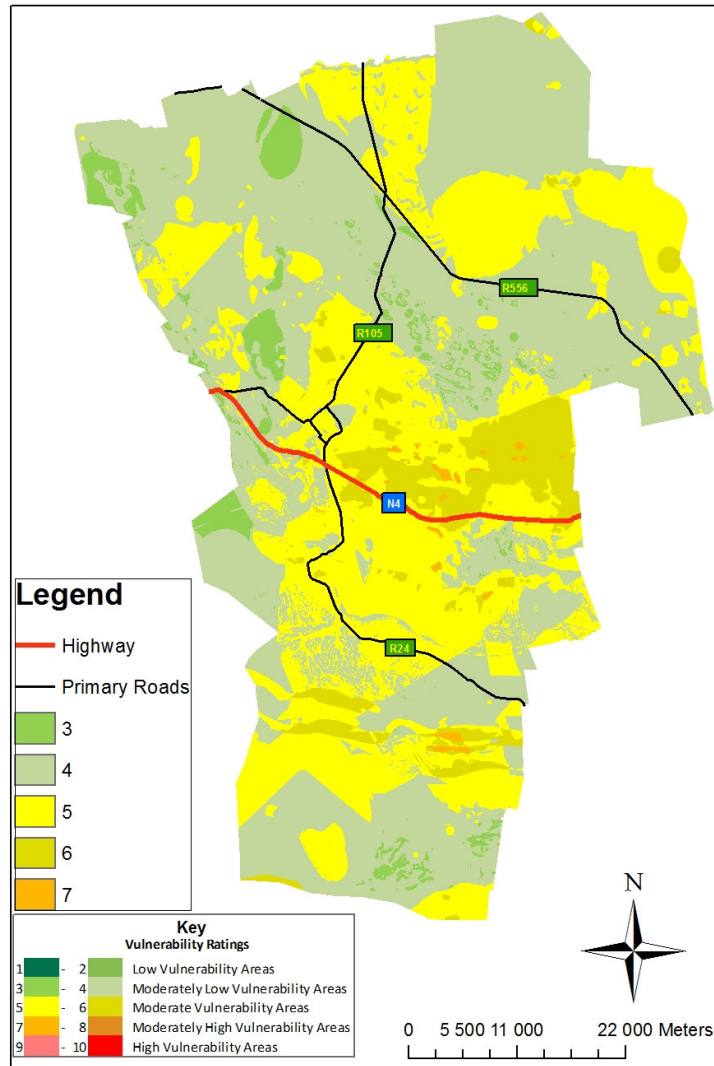 R556
R105
N4
R24
Legend
Highway
Primary Roads
3
4
5
6
7
Key
Vulnerability Ratings
1 - 2 Low Vulnerability Areas
3 - 4 Moderately Low Vulnerability Areas
5 - 6 Moderate Vulnerability Areas
7 - 8 Moderately High Vulnerability Areas
9 - 10 High Vulnerability Areas
N
0 5 500 11 000 22 000 Meters